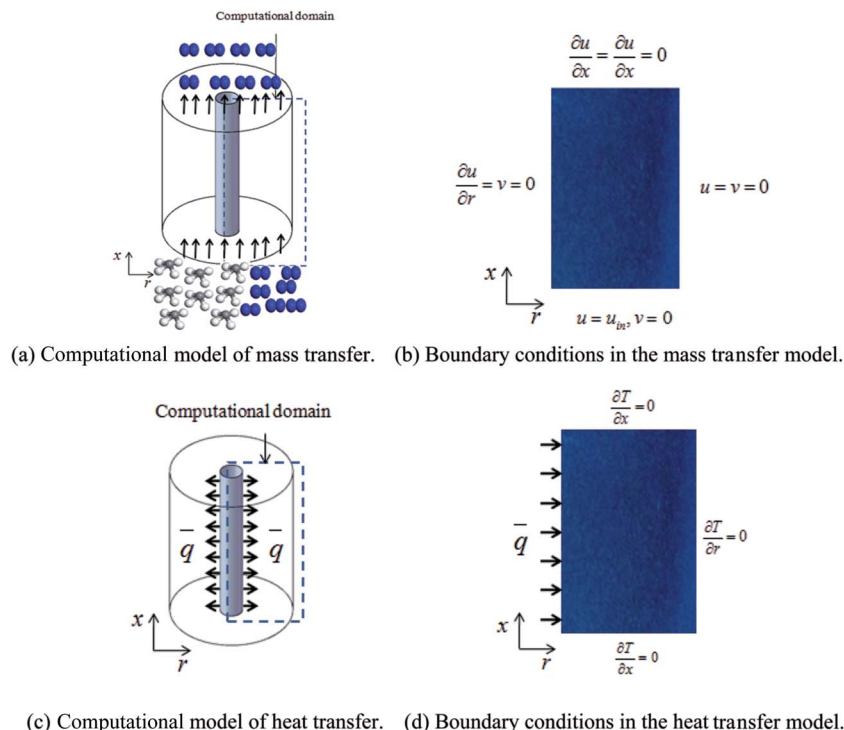 Computational domain
∂u/∂x = ∂u/∂x = 0
∂u/∂r = v = 0
u = v = 0
x
r
x
r
u = u_in, v = 0
(a) Computational model of mass transfer. (b) Boundary conditions in the mass transfer model.
Computational domain
∂T/∂x = 0
q̅ q̅
q̅
∂T/∂r = 0
x
r
x
r
∂T/∂x = 0
(c) Computational model of heat transfer. (d) Boundary conditions in the heat transfer model.